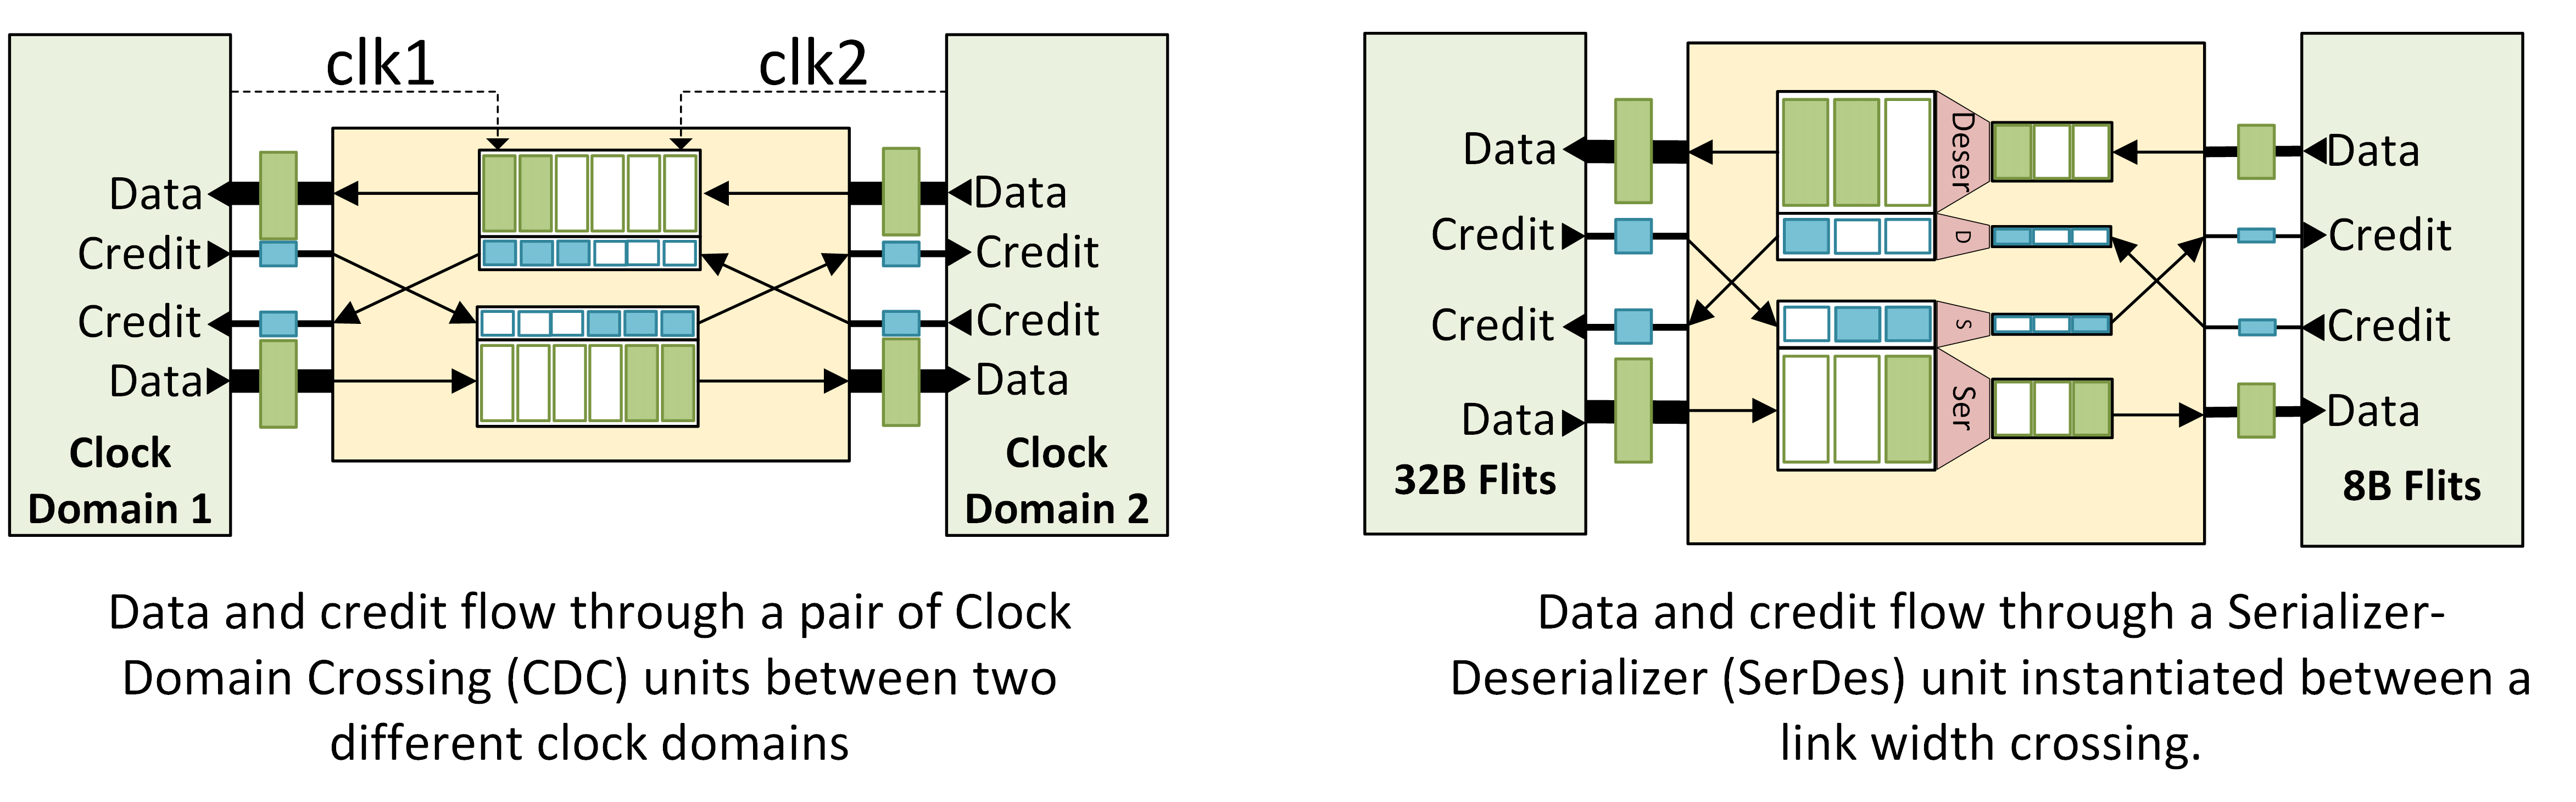 clk1
clk2
Data
Credit
Credit
Data
Clock
Domain 1
Data
Credit
Credit
Data
Clock
Domain 2
Data and credit flow through a pair of Clock
Domain Crossing (CDC) units between two
different clock domains
Data
Credit
Credit
Data
32B Flits
Deser
D
S
Ser
Data
Credit
Credit
Data
8B Flits
Data and credit flow through a Serializer-
Deserializer (SerDes) unit instantiated between a
link width crossing.